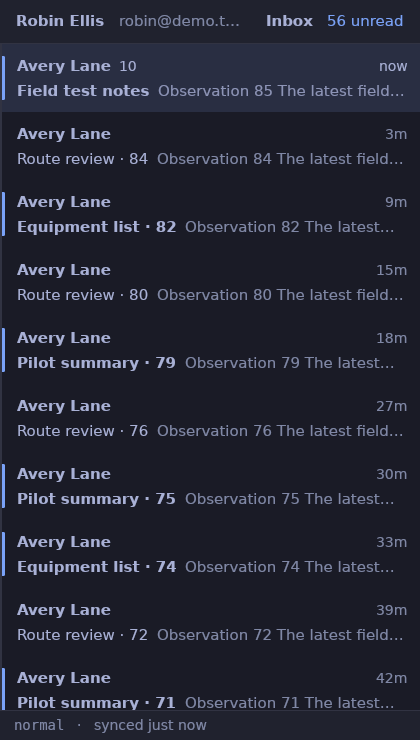 Robin Ellis robin@demo.t… Inbox 56 unread
Avery Lane 10 now
Field test notes Observation 85 The latest field…
Avery Lane 3m
Route review · 84 Observation 84 The latest field…
Avery Lane 9m
Equipment list · 82 Observation 82 The latest…
Avery Lane 15m
Route review · 80 Observation 80 The latest field…
Avery Lane 18m
Pilot summary · 79 Observation 79 The latest…
Avery Lane 27m
Route review · 76 Observation 76 The latest field…
Avery Lane 30m
Pilot summary · 75 Observation 75 The latest…
Avery Lane 33m
Equipment list · 74 Observation 74 The latest…
Avery Lane 39m
Route review · 72 Observation 72 The latest field…
Avery Lane 42m
Pilot summary · 71 Observation 71 The latest…
normal · synced just now